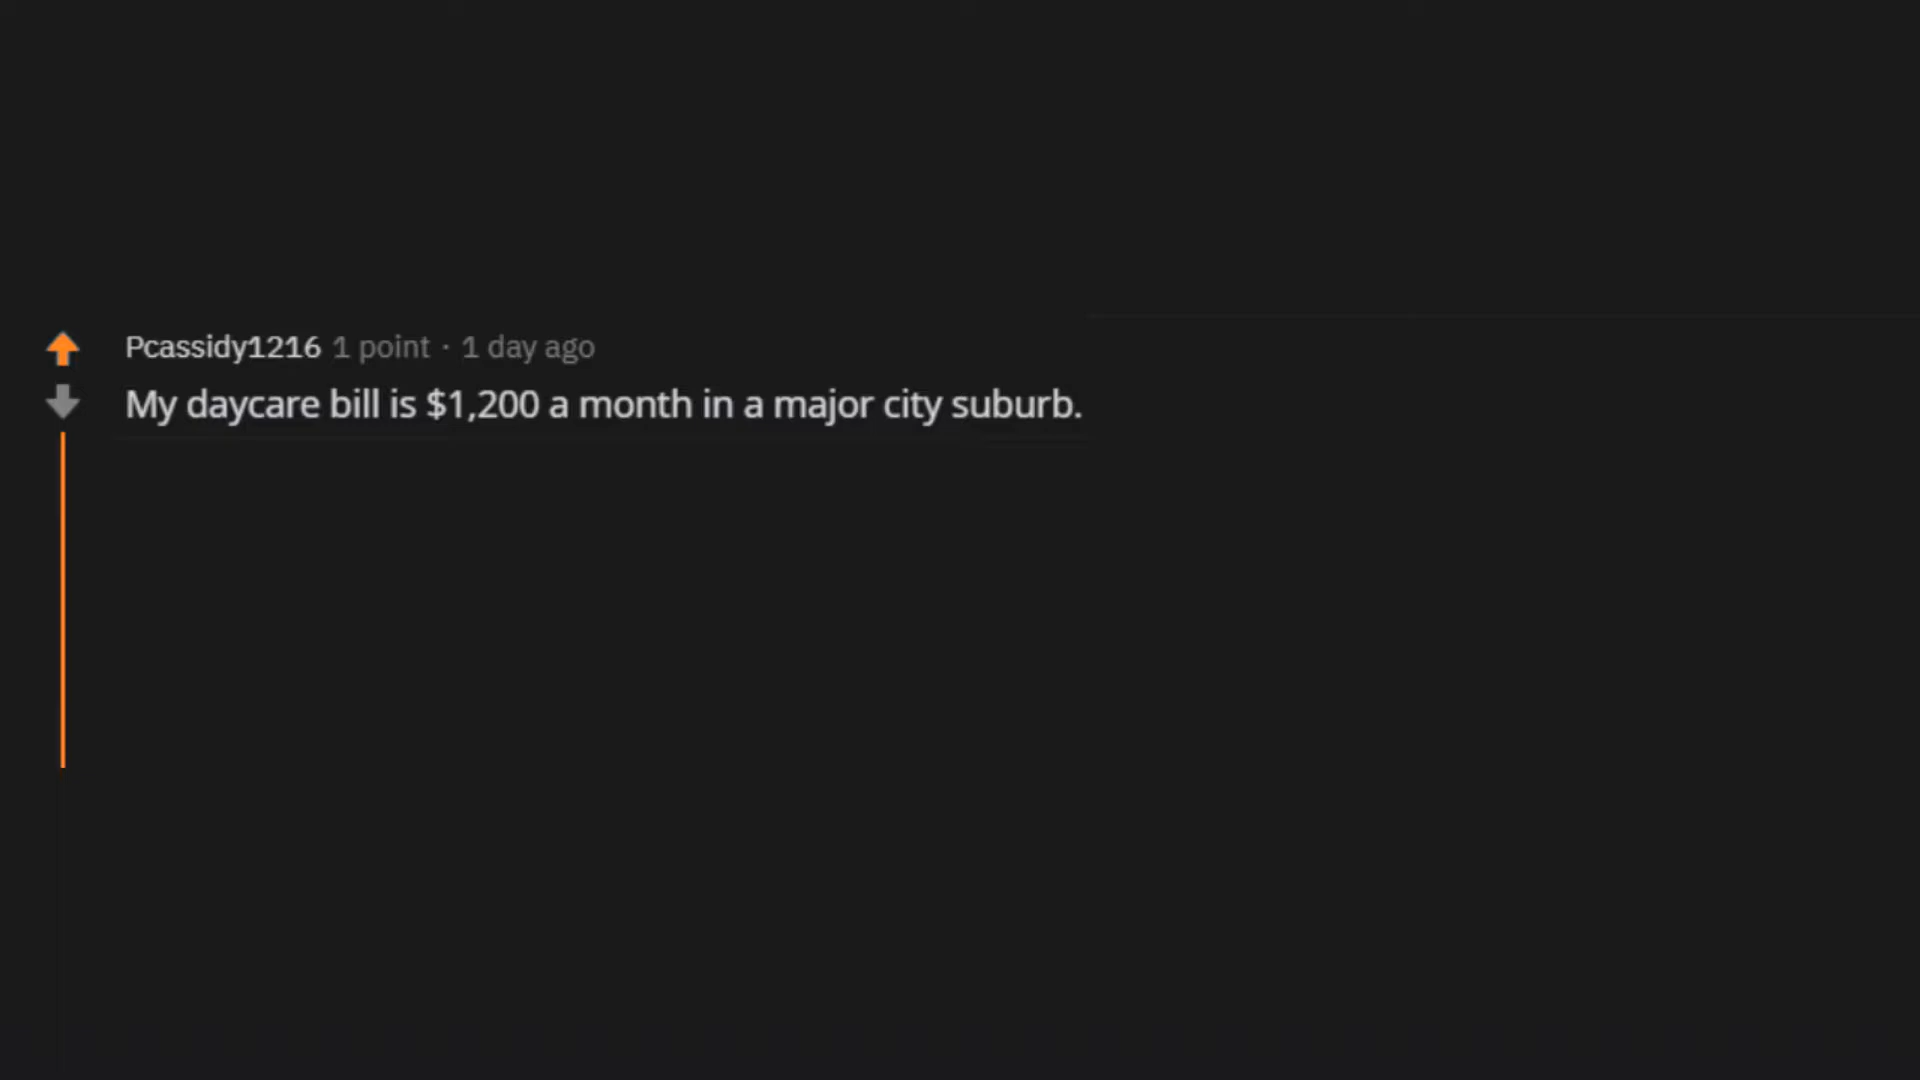 Pcassidy1216 1 point · 1 day ago
My daycare bill is $1,200 a month in a major city suburb.